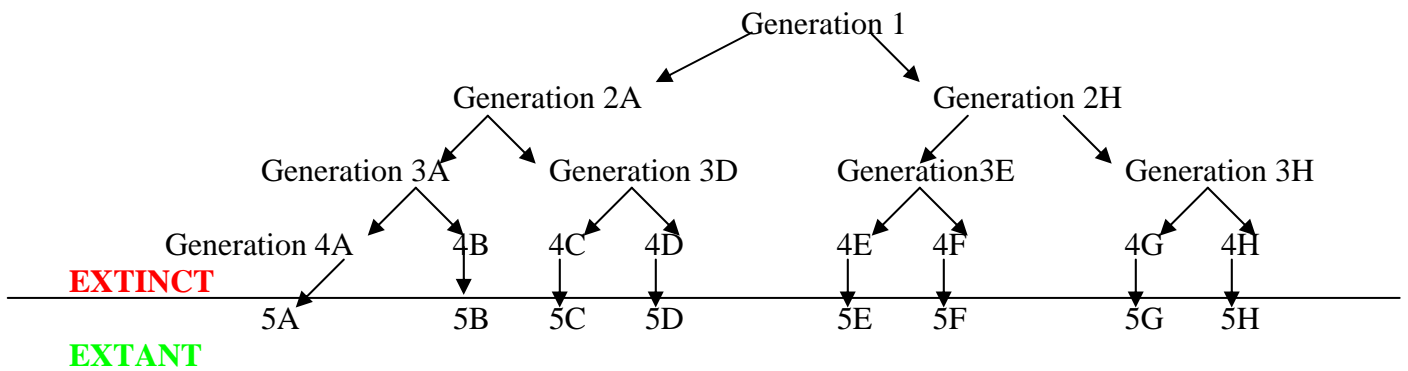 Generation 1
Generation 2A Generation 2H
Generation 3A Generation 3D Generation3E Generation 3H
Generation 4A 4B 4C 4D 4E 4F 4G 4H
EXTINCT
5A 5B 5C 5D 5E 5F 5G 5H
EXTANT